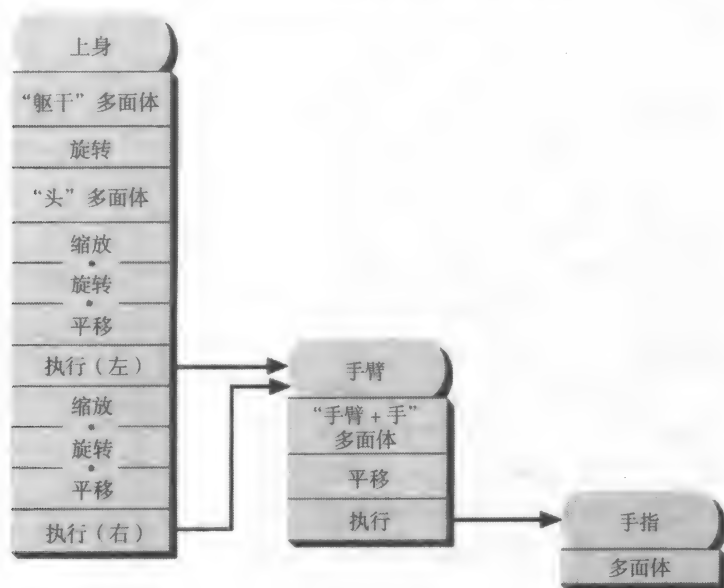 上身
“躯干”多面体
旋转
“头”多面体
缩放
旋转
平移
执行（左）
缩放
旋转
平移
执行（右）
手臂
“手臂+手”
多面体
平移
执行
手指
多面体